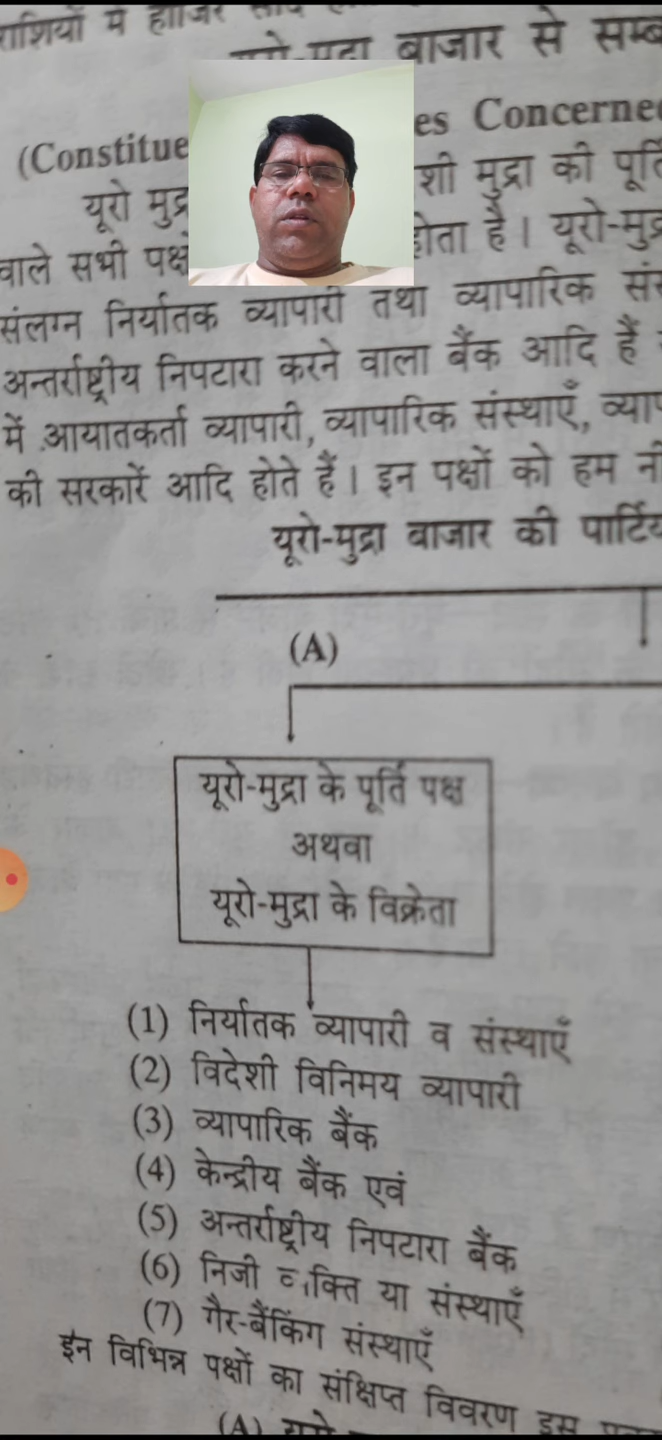 राशियों में हाजिर
यूरो-मुद्रा बाजार से
(Constitue es Concerne
यूरो शी मुद्रा की पूर्ति
वाले सभी पक्ष होता है। यूरो-मुद्र
संलग्न निर्यातक व्यापारी तथा व्यापारिक
अन्तर्राष्ट्रीय निपटारा करने वाला बैंक आदि हैं
में आयातकर्ता व्यापारी, व्यापारिक संस्थाएँ,
की सरकारें आदि होते हैं। इन पक्षों को हम
यूरो-मुद्रा बाजार की
(A)
यूरो-मुद्रा के पूर्ति पक्ष
अथवा
यूरो-मुद्रा के विक्रेता
(1) निर्यातक व्यापारी व संस्थाएँ
(2) विदेशी विनिमय व्यापारी
(3) व्यापारिक बैंक
(4) केन्द्रीय बैंक एवं
(5) अन्तर्राष्ट्रीय निपटारा बैंक
(6) निजी व्यक्ति या संस्थाएँ
(7) गैर-बैंकिंग संस्थाएँ
इन विभिन्न पक्षों का संक्षिप्त विवरण इस
(A)